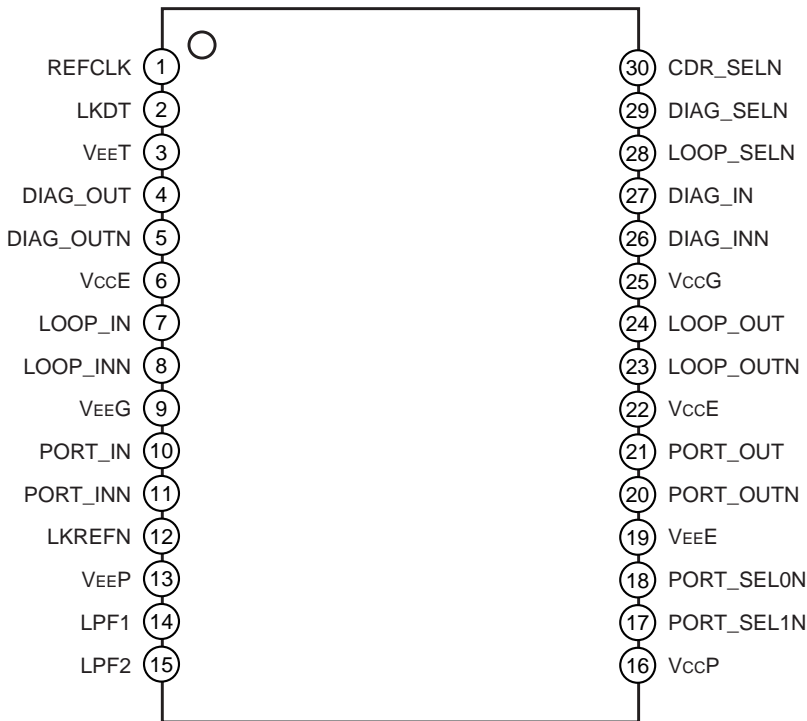 REFCLK 1
LKDT 2
VEET 3
DIAG_OUT 4
DIAG_OUTN 5
VCCE 6
LOOP_IN 7
LOOP_INN 8
VEEG 9
PORT_IN 10
PORT_INN 11
LKREFN 12
VEEP 13
LPF1 14
LPF2 15
30 CDR_SELN
29 DIAG_SELN
28 LOOP_SELN
27 DIAG_IN
26 DIAG_INN
25 VCCG
24 LOOP_OUT
23 LOOP_OUTN
22 VCCE
21 PORT_OUT
20 PORT_OUTN
19 VEEE
18 PORT_SEL0N
17 PORT_SEL1N
16 VCCP